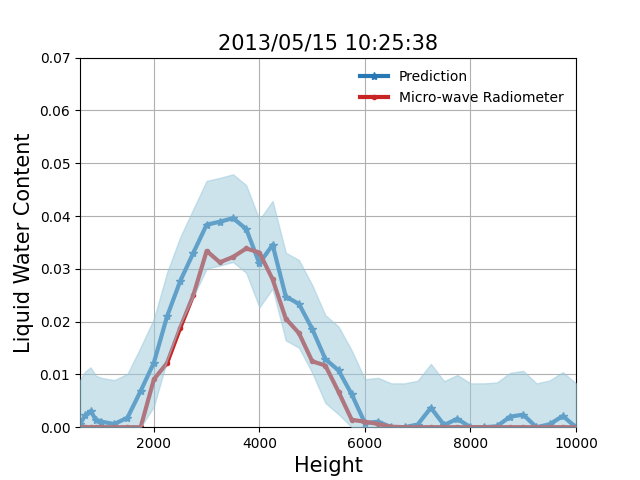 2013/05/15 10:25:38
Prediction
Micro-wave Radiometer
Liquid Water Content
0.07
0.06
0.05
0.04
0.03
0.02
0.01
0.00
2000 4000 6000 8000 10000
Height